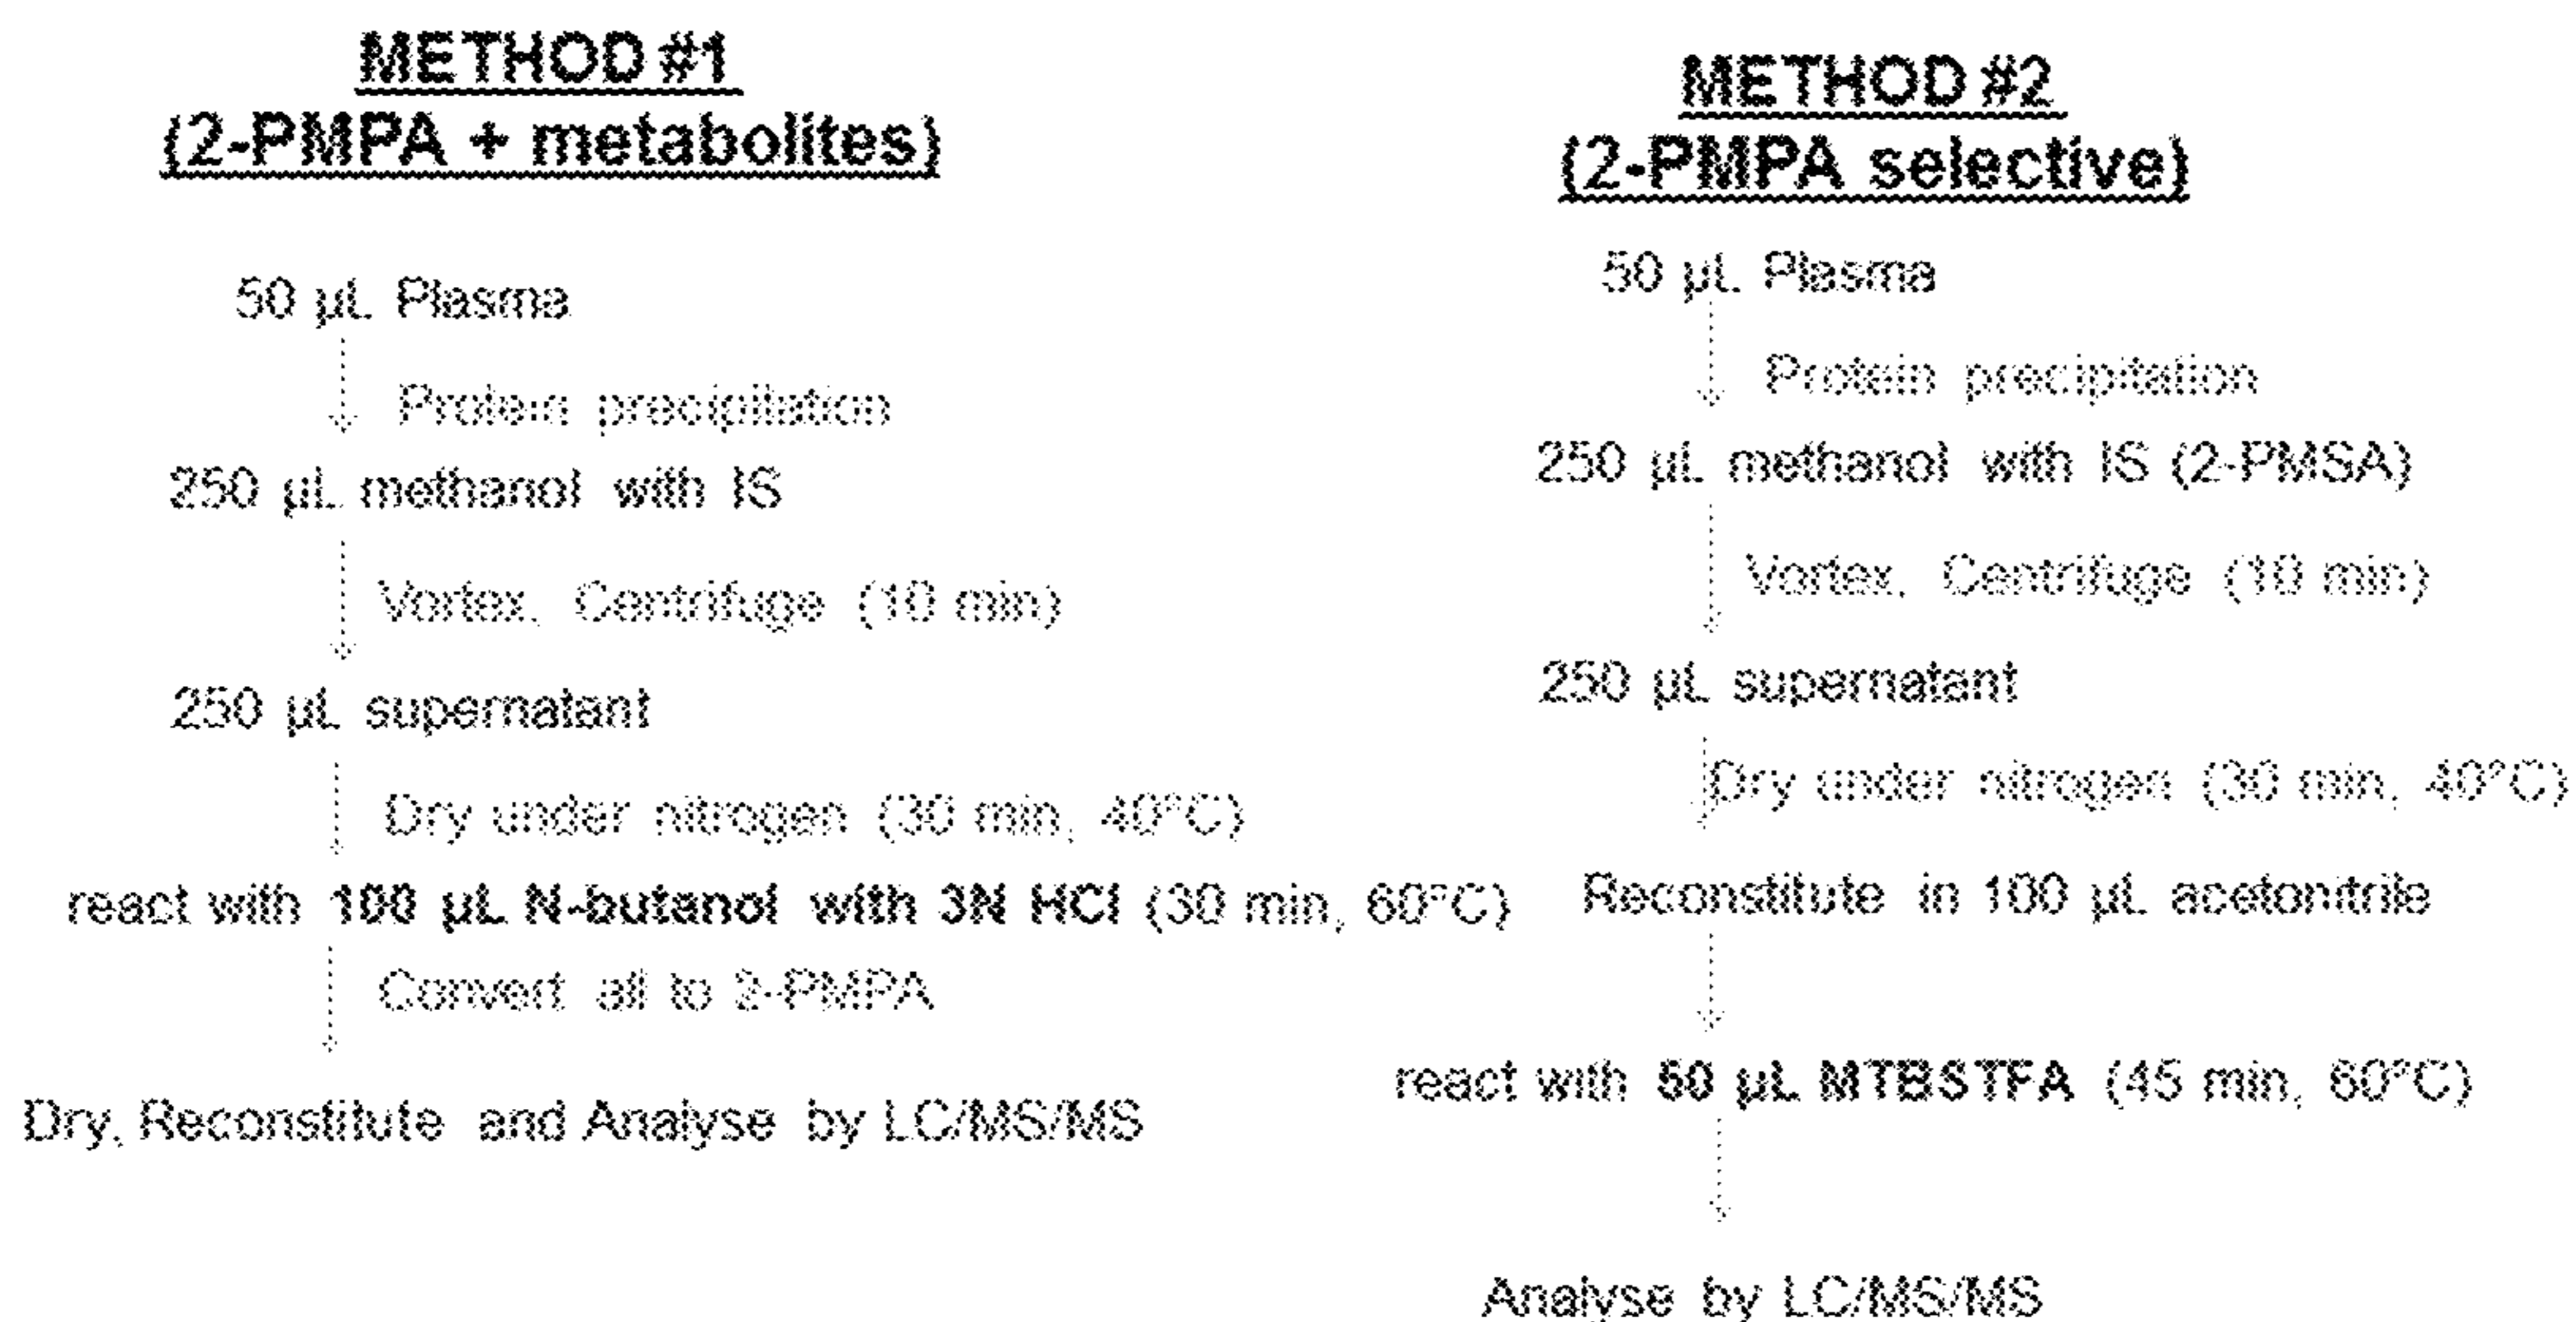 METHOD #1
(2-PMPA + metabolites)
50 µL Plasma
Protein precipitation
250 µL methanol with IS
Vortex, Centrifuge (10 min)
250 µL supernatant
Dry under nitrogen (30 min, 40°C)
react with 100 µL N-butanol with 3N HCl (30 min, 60°C)
Convert all to 2-PMPA
Dry, Reconstitute and Analyse by LC/MS/MS
METHOD #2
(2-PMPA selective)
50 µL Plasma
Protein precipitation
250 µL methanol with IS (2-PMSA)
Vortex, Centrifuge (10 min)
250 µL supernatant
Dry under nitrogen (30 min, 40°C)
Reconstitute in 100 µL acetonitrile
react with 50 µL MTBSTFA (45 min, 60°C)
Analyse by LC/MS/MS